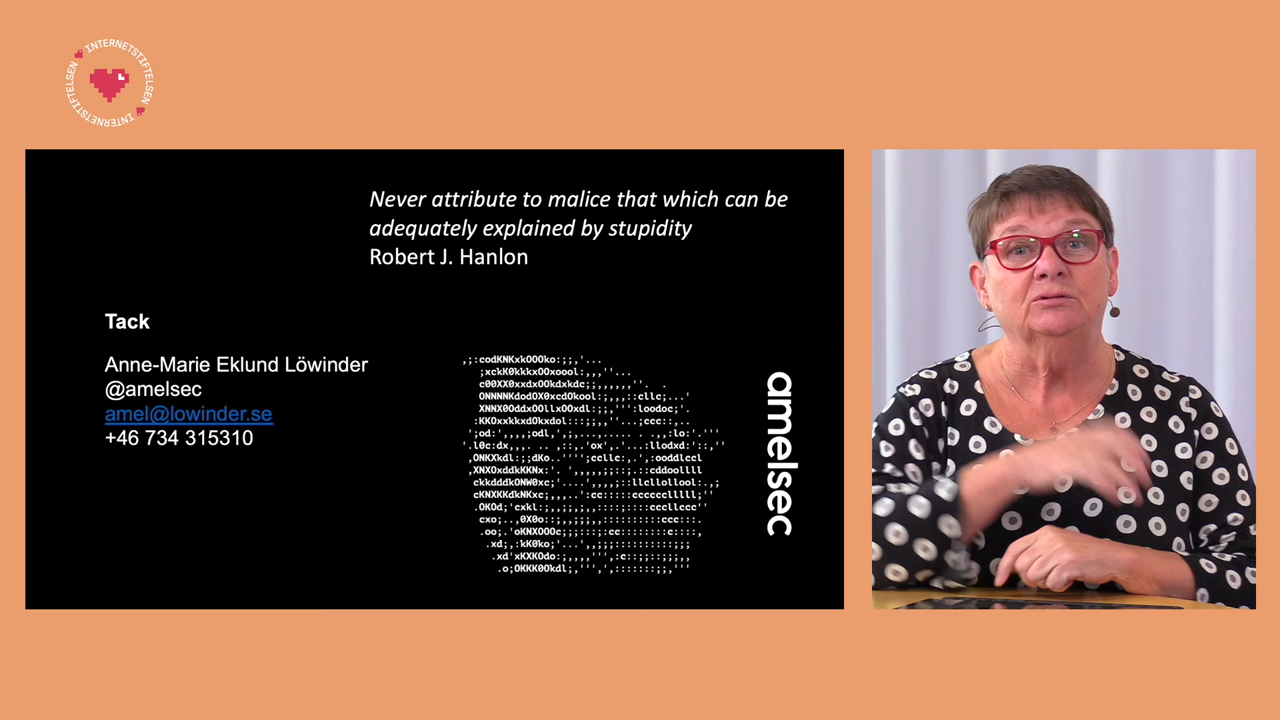 INTERNETSTIFTELSEN
INTERNETSTIFTELSEN
Never attribute to malice that which can be
adequately explained by stupidity
Robert J. Hanlon
Tack
Anne-Marie Eklund Löwinder
@amelsec
amel@lowinder.se
+46 734 315310
amelsec